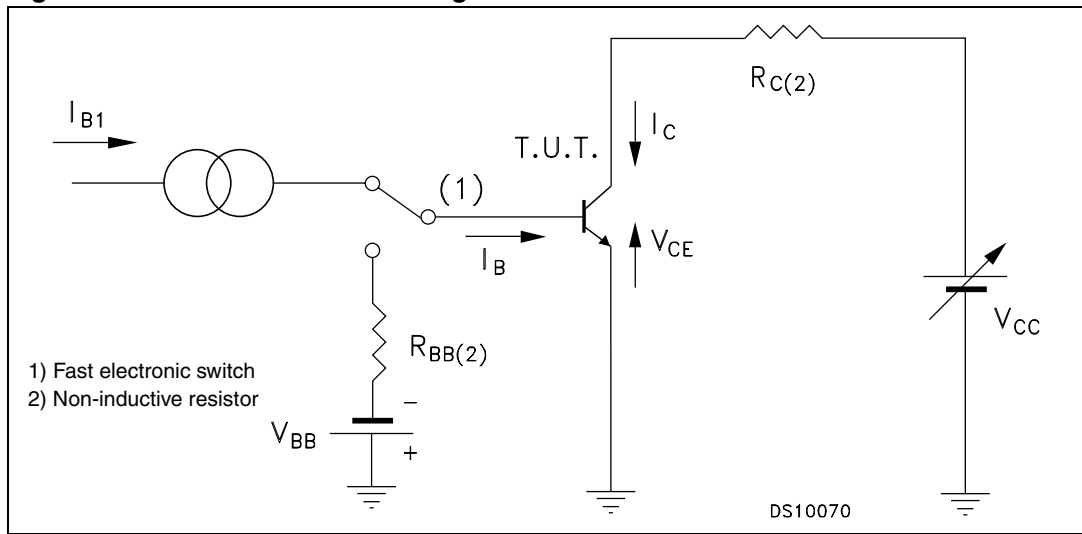 I_B1
R_C(2)
I_C
T.U.T.
(1)
I_B
V_CE
V_CC
R_BB(2)
1) Fast electronic switch
2) Non-inductive resistor
−
V_BB
+
DS10070